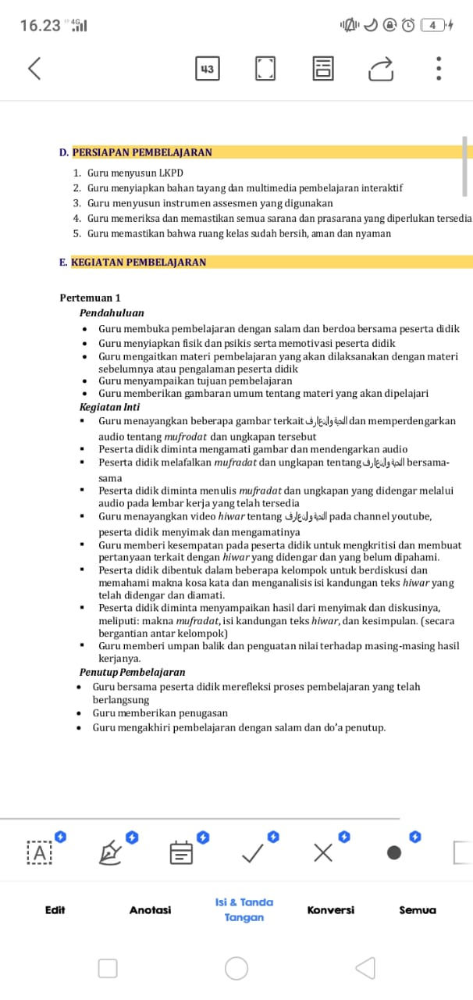 16.23 4G 4
43
D. PERSIAPAN PEMBELAJARAN
1. Guru menyusun LKPD
2. Guru menyiapkan bahan tayang dan multimedia pembelajaran interaktif
3. Guru menyusun instrumen assesmen yang digunakan
4. Guru memeriksa dan memastikan semua sarana dan prasarana yang diperlukan tersedia
5. Guru memastikan bahwa ruang kelas sudah bersih, aman dan nyaman
E. KEGIATAN PEMBELAJARAN
Pertemuan 1
Pendahuluan
• Guru membuka pembelajaran dengan salam dan berdoa bersama peserta didik
• Guru menyiapkan fisik dan psikis serta memotivasi peserta didik
• Guru mengaitkan materi pembelajaran yang akan dilaksanakan dengan materi
sebelumnya atau pengalaman peserta didik
• Guru menyampaikan tujuan pembelajaran
• Guru memberikan gambaran umum tentang materi yang akan dipelajari
Kegiatan Inti
▪ Guru menayangkan beberapa gambar terkait التحية والتعارف dan memperdengarkan
audio tentang mufrodat dan ungkapan tersebut
▪ Peserta didik diminta mengamati gambar dan mendengarkan audio
▪ Peserta didik melafalkan mufradat dan ungkapan tentang التحية والتعارف bersama-
sama
▪ Peserta didik diminta menulis mufradat dan ungkapan yang didengar melalui
audio pada lembar kerja yang telah tersedia
▪ Guru menayangkan video hiwar tentang التحية والتعارف pada channel youtube,
peserta didik menyimak dan mengamatinya
▪ Guru memberi kesempatan pada peserta didik untuk mengkritisi dan membuat
pertanyaan terkait dengan hiwar yang didengar dan yang belum dipahami.
▪ Peserta didik dibentuk dalam beberapa kelompok untuk berdiskusi dan
memahami makna kosa kata dan menganalisis isi kandungan teks hiwar yang
telah didengar dan diamati.
▪ Peserta didik diminta menyampaikan hasil dari menyimak dan diskusinya,
meliputi: makna mufradat, isi kandungan teks hiwar, dan kesimpulan. (secara
bergantian antar kelompok)
▪ Guru memberi umpan balik dan penguatan nilai terhadap masing-masing hasil
kerjanya.
Penutup Pembelajaran
• Guru bersama peserta didik merefleksi proses pembelajaran yang telah
berlangsung
• Guru memberikan penugasan
• Guru mengakhiri pembelajaran dengan salam dan do’a penutup.
A
Edit
Anotasi
Isi & Tanda
Tangan
Konversi
Semua